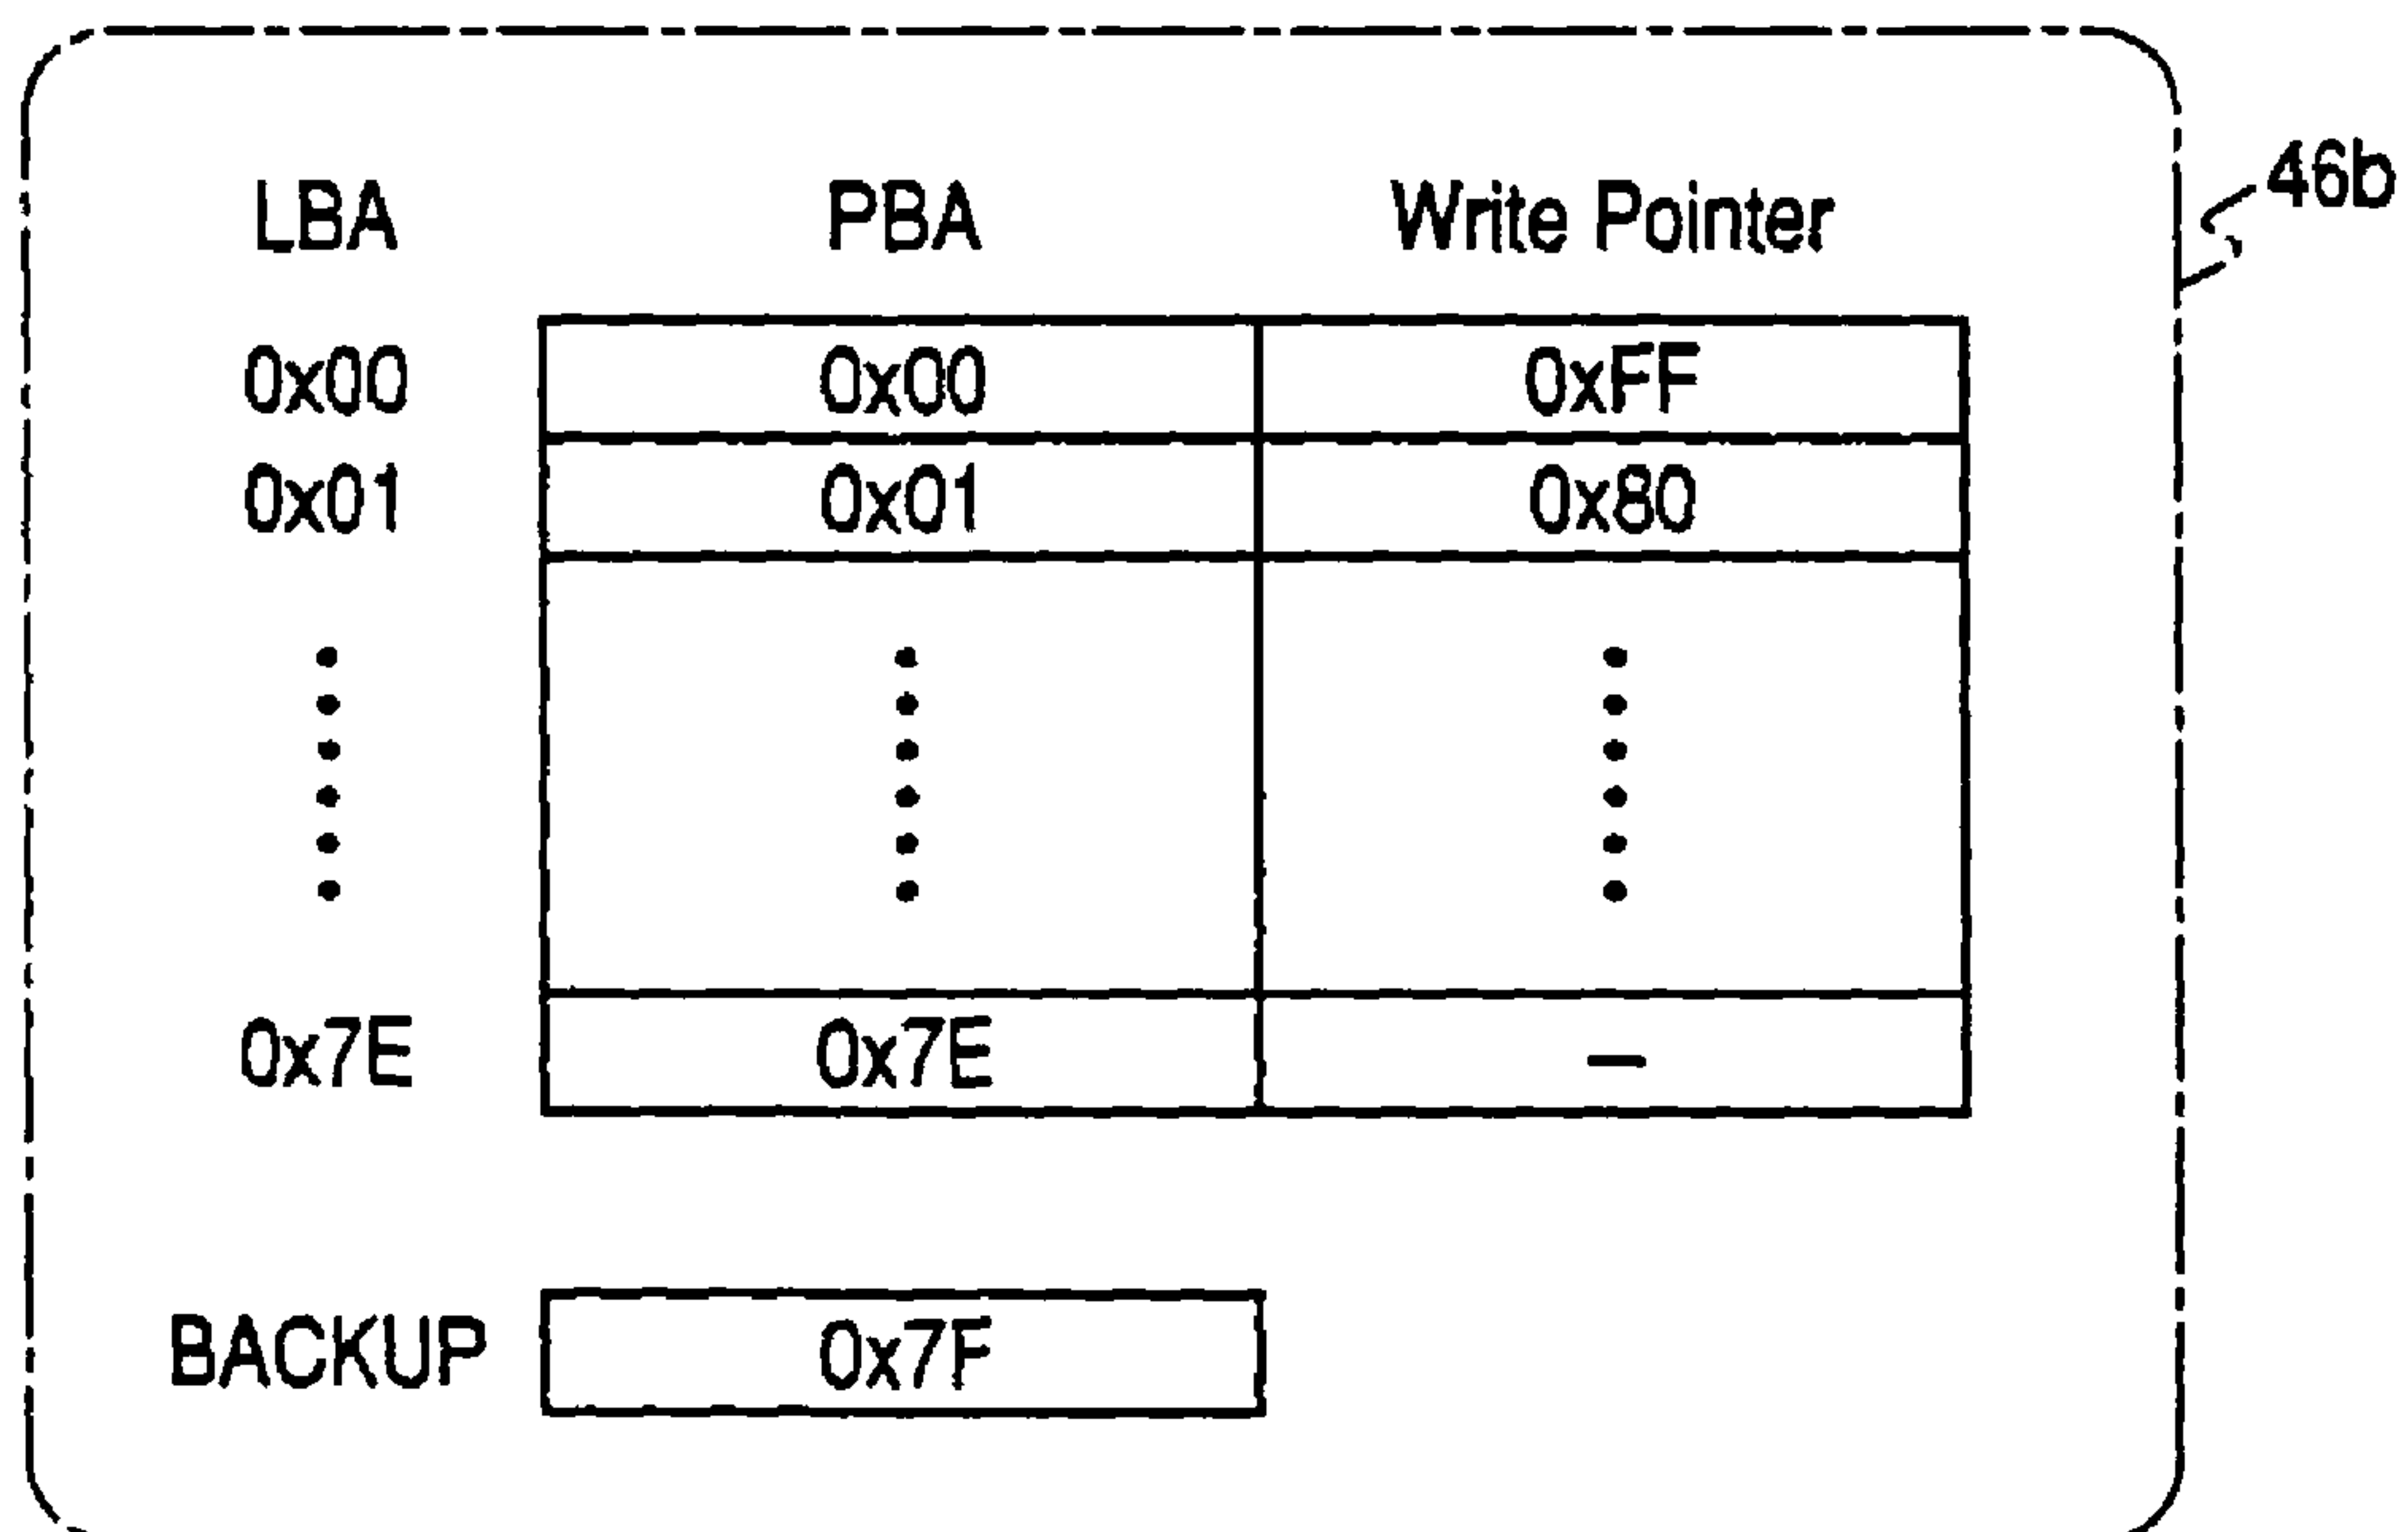 46b
LBA PBA Write Pointer
0x00 0x00 0xFF
0x01 0x01 0x80
0x7E 0x7E –
BACKUP 0x7F